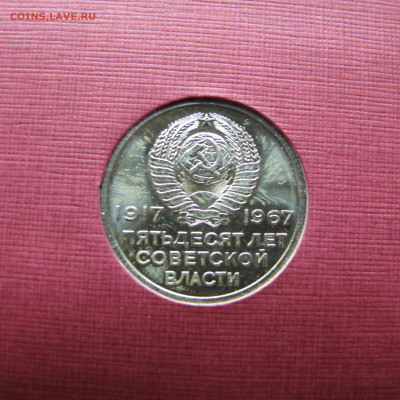 COINS.LAVE.RU
1917 1967
ПЯТЬДЕСЯТ ЛЕТ
СОВЕТСКОЙ
ВЛАСТИ